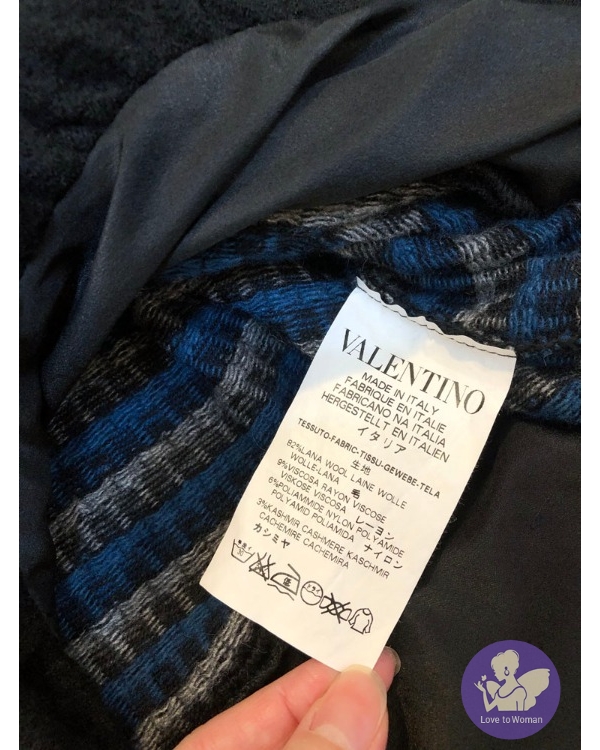 VALENTINO
MADE IN ITALY
FABRIQUE EN ITALIE
FABRICANO NA ITALIA
HERGESTELLT EN ITALIEN
イタリア
TESSUTO-FABRIC-TISSU-GEWEBE-TELA
生地
82%LANA WOOL LAINE WOLLE
WOLLE-LANA 毛
9%VISCOSA RAYON VISCOSE
VISKOSE VISCOSA レーヨン
6%POLIAMMIDE NYLON POLYAMIDE
POLYAMID POLIAMIDA ナイロン
3%KASHMIR CASHMERE KASCHMIR
CACHEMIRE CACHEMIRA
カシミヤ
Love to Woman